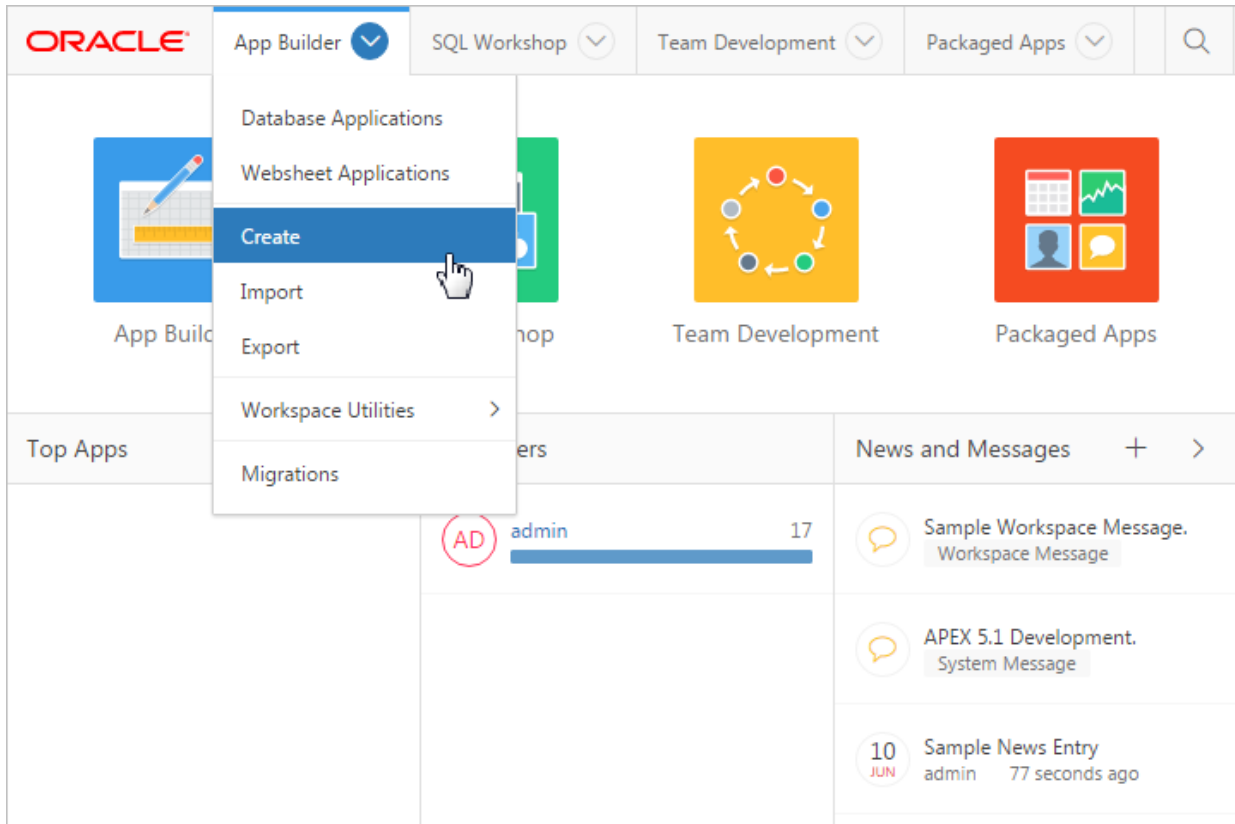 ORACLE
App Builder
SQL Workshop
Team Development
Packaged Apps
Database Applications
Websheet Applications
Create
Import
Export
Workspace Utilities
Migrations
App Builc
hop
Team Development
Packaged Apps
Top Apps
ers
News and Messages
AD admin 17
Sample Workspace Message.
Workspace Message
APEX 5.1 Development.
System Message
10 JUN
Sample News Entry
admin 77 seconds ago